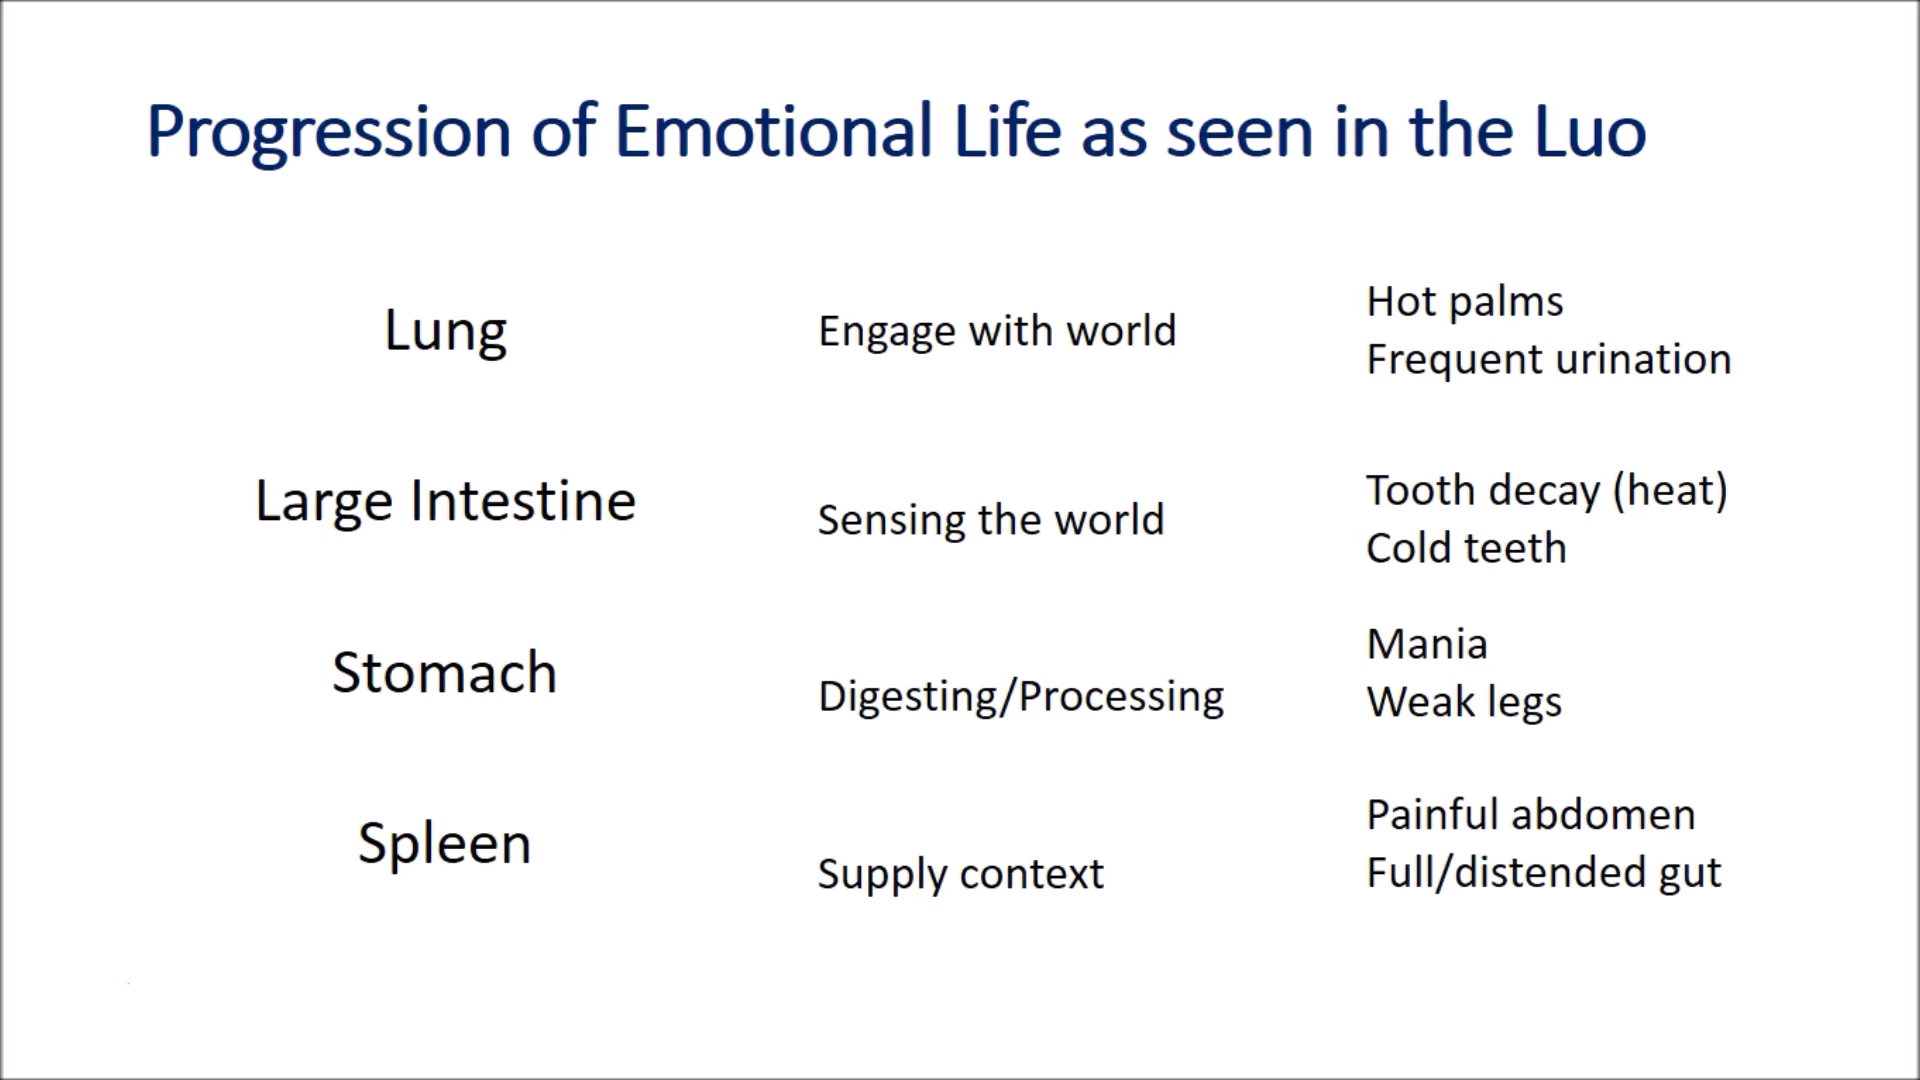 Progression of Emotional Life as seen in the Luo
Lung
Engage with world
Hot palms
Frequent urination
Large Intestine
Sensing the world
Tooth decay (heat)
Cold teeth
Stomach
Digesting/Processing
Mania
Weak legs
Spleen
Supply context
Painful abdomen
Full/distended gut